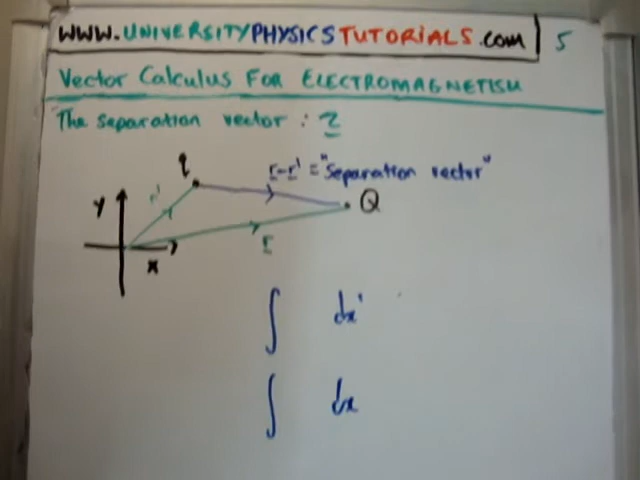 WWW.UNIVERSITYPHYSICSTUTORIALS.com 5
Vector Calculus For ELECTROMAGNETISM
The separation vector : r
q
r-r' = "Separation vector"
r'
Y
Q
r
X
∫ dx'
∫ dx